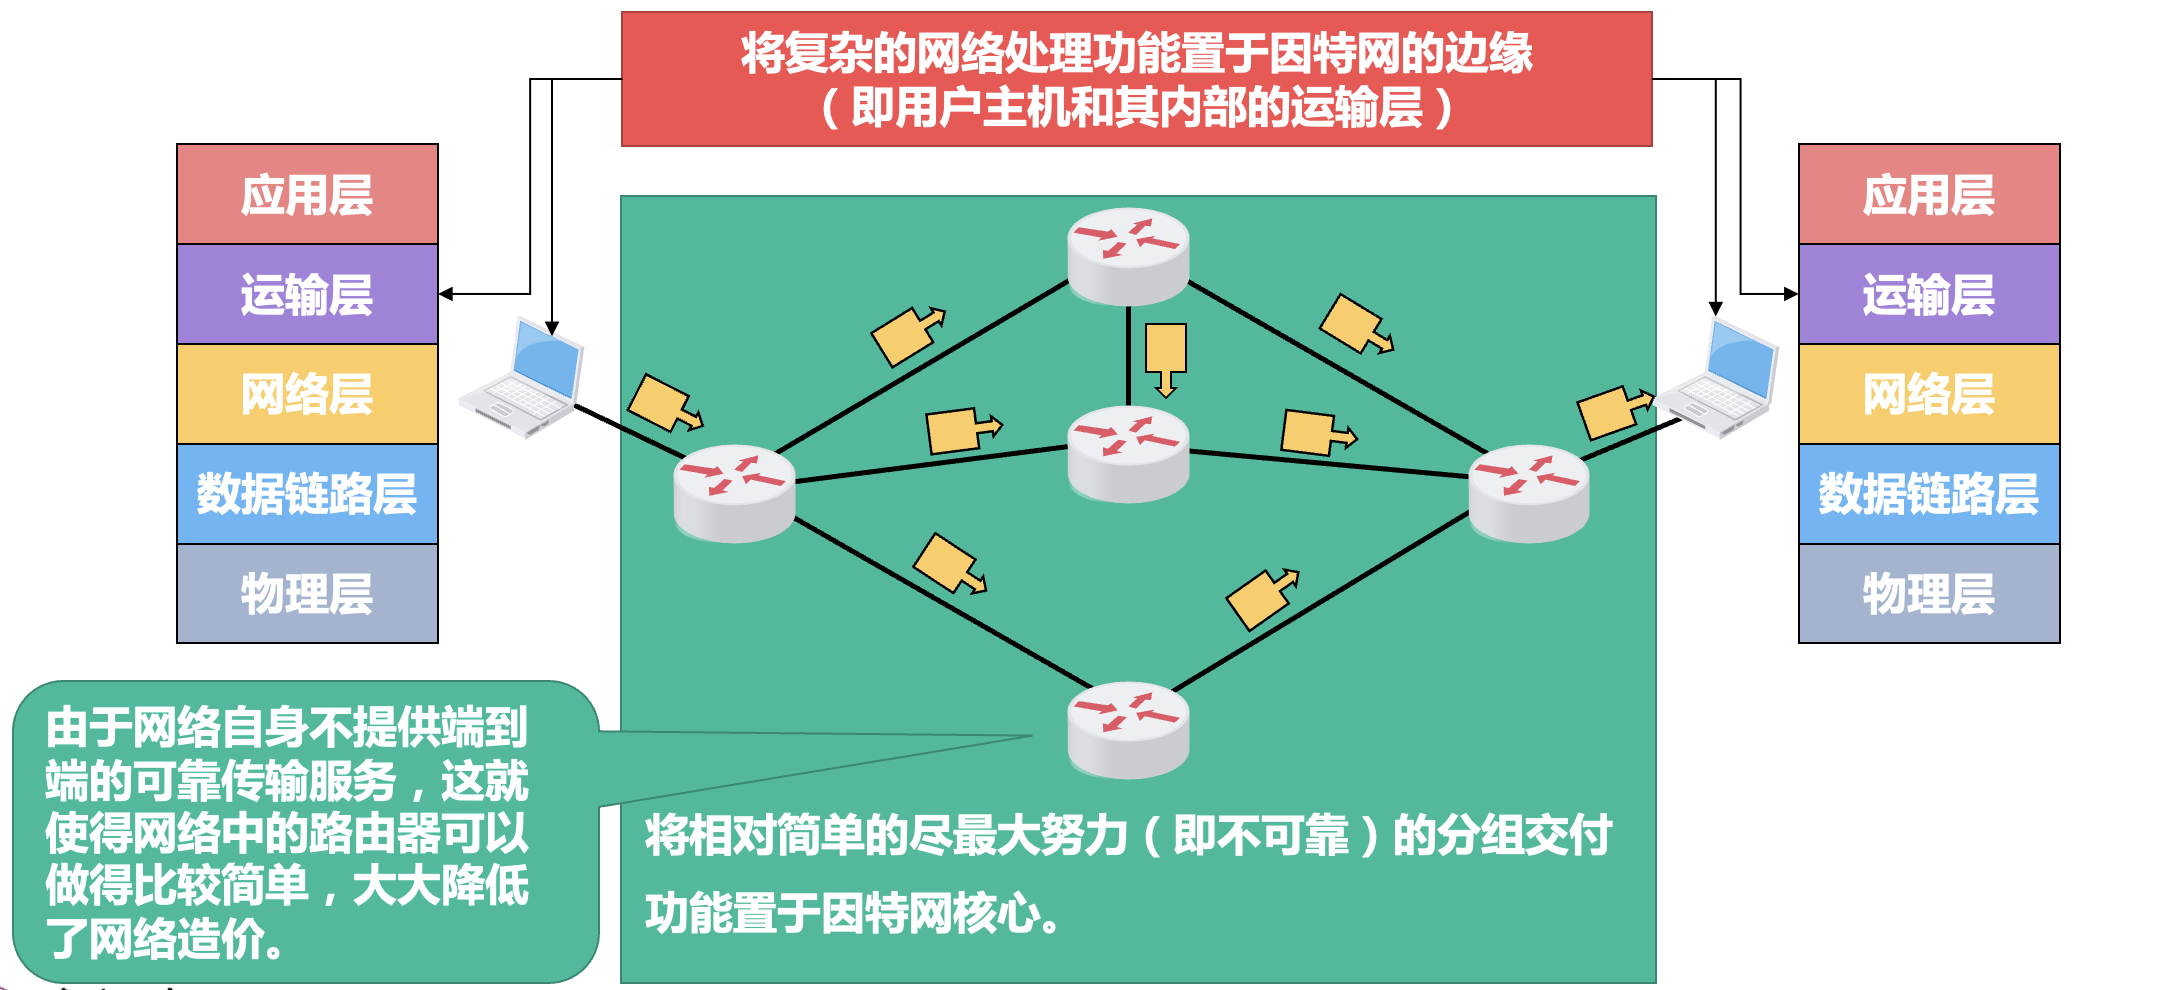 将复杂的网络处理功能置于因特网的边缘
（即用户主机和其内部的运输层）
应用层
运输层
网络层
数据链路层
物理层
应用层
运输层
网络层
数据链路层
物理层
由于网络自身不提供端到
端的可靠传输服务，这就
使得网络中的路由器可以
做得比较简单，大大降低
了网络造价。
将相对简单的尽最大努力（即不可靠）的分组交付
功能置于因特网核心。